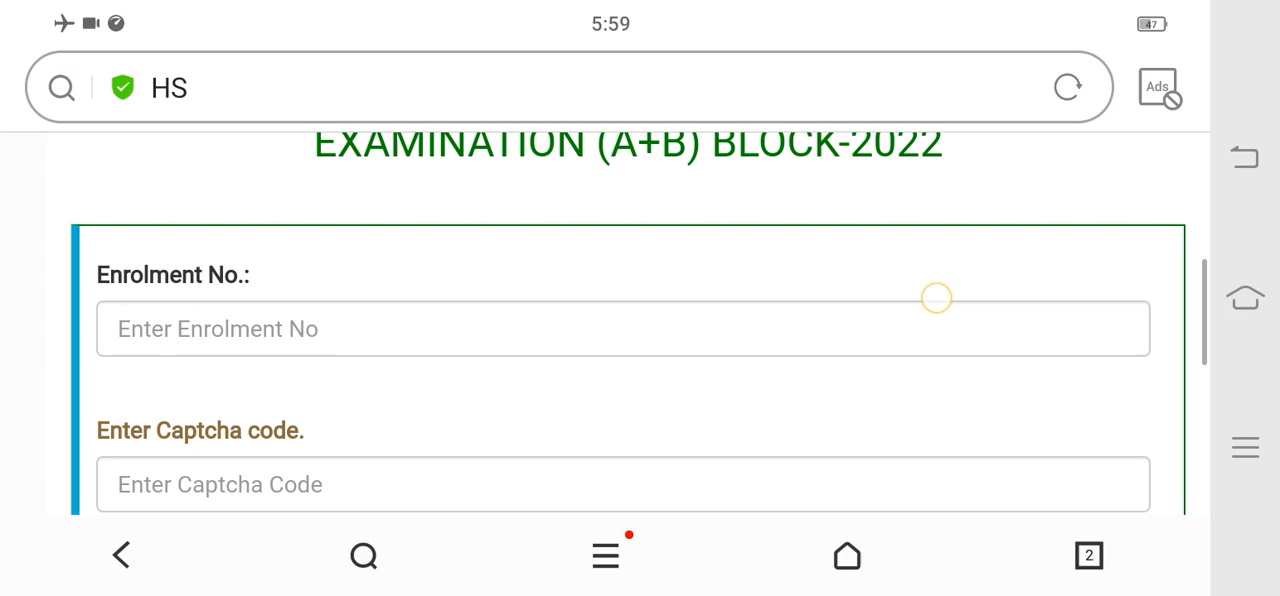 5:59
47
HS
Ads
EXAMINATION (A+B) BLOCK-2022
Enrolment No.:
Enter Enrolment No
Enter Captcha code.
Enter Captcha Code
2